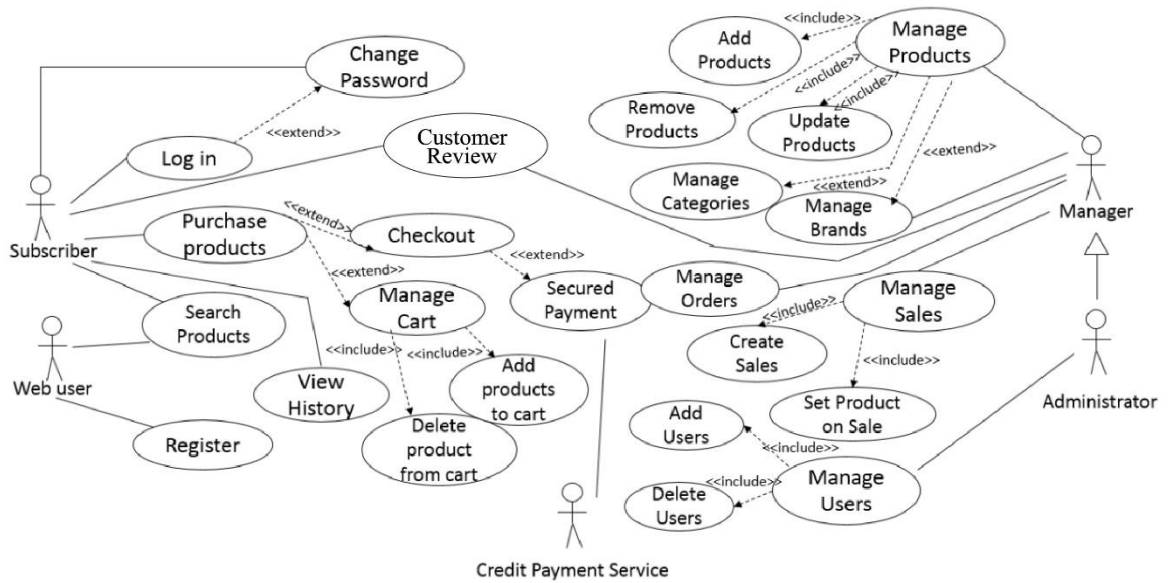 <<include>>
Manage
Products
Add
Products
Change
Password
<<include>>
<<include>>
Remove
Products
Update
Products
<<extend>>
Customer
Review
Log in
<<extend>>
Manage
Categories
<<extend>>
Manage
Brands
Manager
Subscriber
Purchase
products
<<extend>>
Checkout
<<extend>>
<<extend>>
Manage
Cart
Secured
Payment
Manage
Orders
Manage
Sales
<<include>>
Search
Products
Create
Sales
<<include>>
<<include>>
<<include>>
Web user
View
History
Add
products
to cart
Set Product
on Sale
Administrator
Add
Users
Register
Delete
product
from cart
<<include>>
<<include>>
Manage
Users
Delete
Users
Credit Payment Service